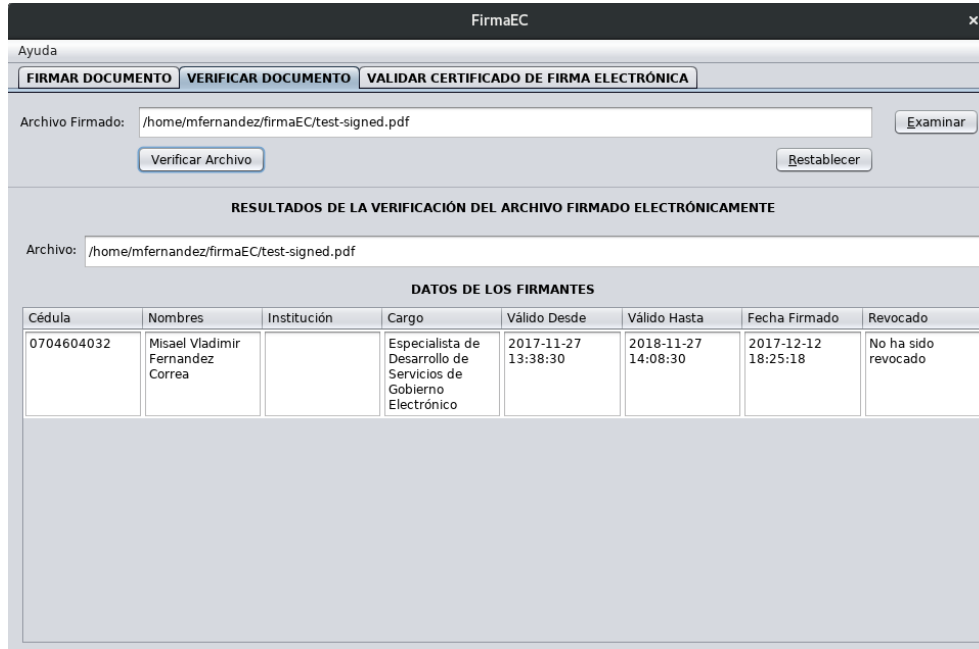 FirmaEC
Ayuda
FIRMAR DOCUMENTO VERIFICAR DOCUMENTO VALIDAR CERTIFICADO DE FIRMA ELECTRÓNICA
Archivo Firmado: /home/mfernandez/firmaEC/test-signed.pdf Examinar
Verificar Archivo Restablecer
RESULTADOS DE LA VERIFICACIÓN DEL ARCHIVO FIRMADO ELECTRÓNICAMENTE
Archivo: /home/mfernandez/firmaEC/test-signed.pdf
DATOS DE LOS FIRMANTES
Cédula Nombres Institución Cargo Válido Desde Válido Hasta Fecha Firmado Revocado
0704604032 Misael Vladimir Especialista de 2017-11-27 2018-11-27 2017-12-12 No ha sido
Fernandez Desarrollo de 13:38:30 14:08:30 18:25:18 revocado
Correa Servicios de
Gobierno
Electrónico